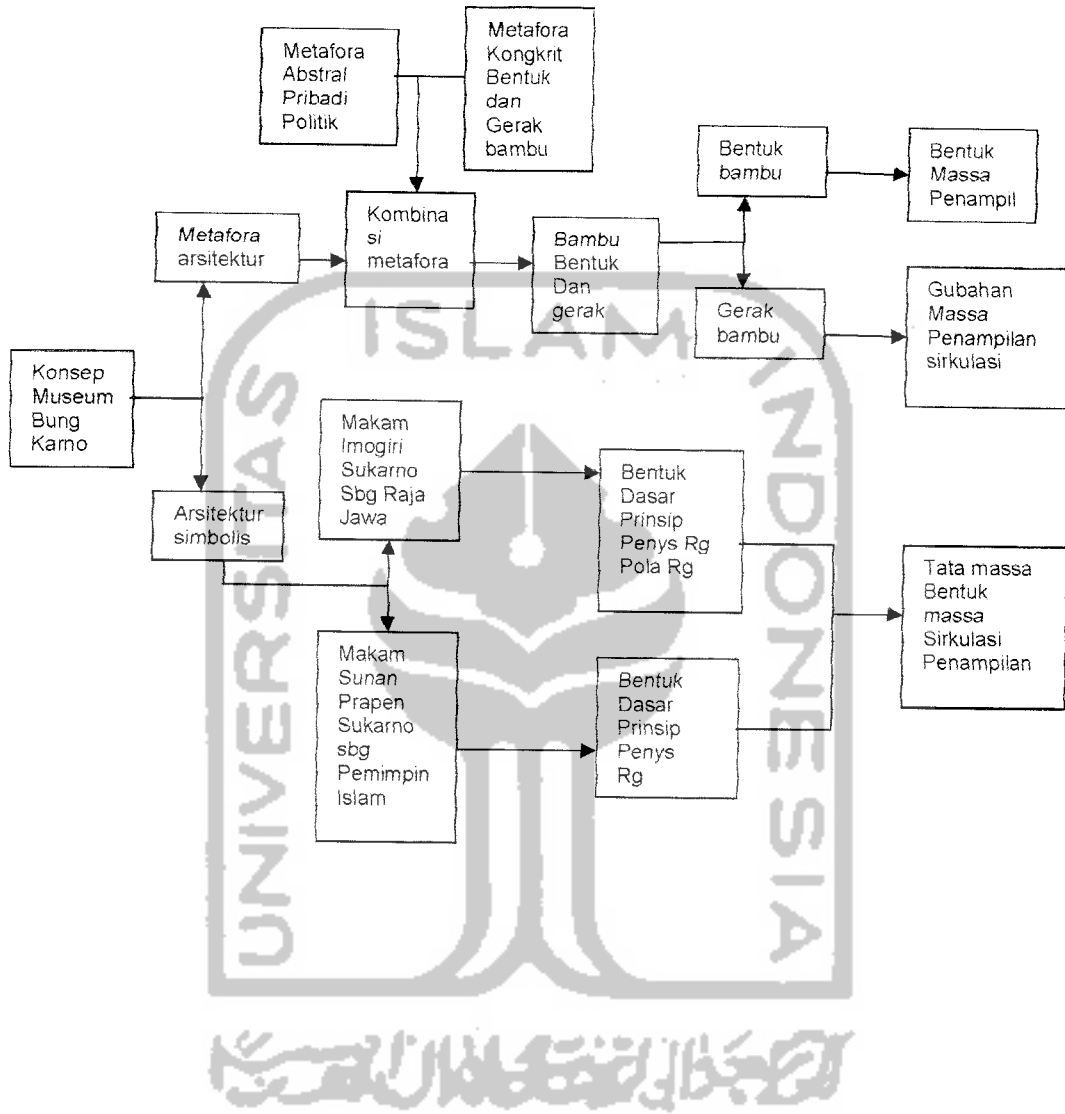 Metafora
Abstral
Pribadi
Politik
Metafora
Kongkrit
Bentuk
dan
Gerak
bambu
Bentuk
bambu
Bentuk
Massa
Penampil
Metafora
arsitektur
Kombina
si
metafora
Bambu
Bentuk
Dan
gerak
Gerak
bambu
Gubahan
Massa
Penampilan
sirkulasi
Konsep
Museum
Bung
Karno
Arsitektur
simbolis
Makam
Imogiri
Sukarno
Sbg Raja
Jawa
Bentuk
Dasar
Prinsip
Penys Rg
Pola Rg
Makam
Sunan
Prapen
Sukarno
sbg
Pemimpin
Islam
Bentuk
Dasar
Prinsip
Penys
Rg
Tata massa
Bentuk
massa
Sirkulasi
Penampilan
UNIVERSITAS
ISLAM
INDONESIA